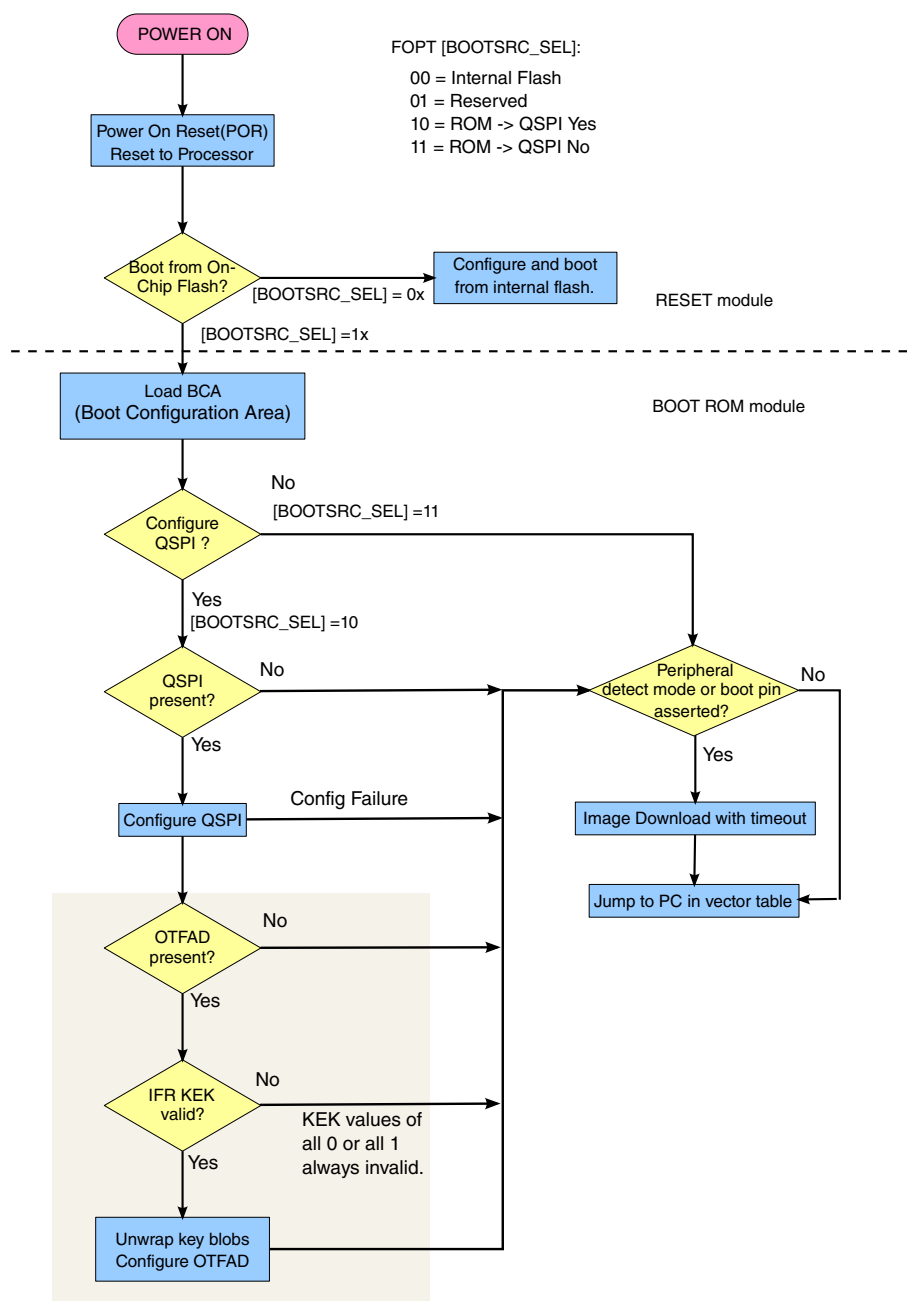 POWER ON
FOPT [BOOTSRC_SEL]:
00 = Internal Flash
01 = Reserved
10 = ROM -> QSPI Yes
11 = ROM -> QSPI No
Power On Reset(POR)
Reset to Processor
Boot from On-
Chip Flash?
[BOOTSRC_SEL] = 0x
Configure and boot
from internal flash.
RESET module
[BOOTSRC_SEL] =1x
Load BCA
(Boot Configuration Area)
BOOT ROM module
No
[BOOTSRC_SEL] =11
Configure
QSPI ?
Yes
[BOOTSRC_SEL] =10
QSPI
present?
No
Peripheral
detect mode or boot pin
asserted?
No
Yes
Yes
Configure QSPI
Config Failure
Image Download with timeout
Jump to PC in vector table
OTFAD
present?
No
Yes
IFR KEK
valid?
No
KEK values of
all 0 or all 1
always invalid.
Yes
Unwrap key blobs
Configure OTFAD